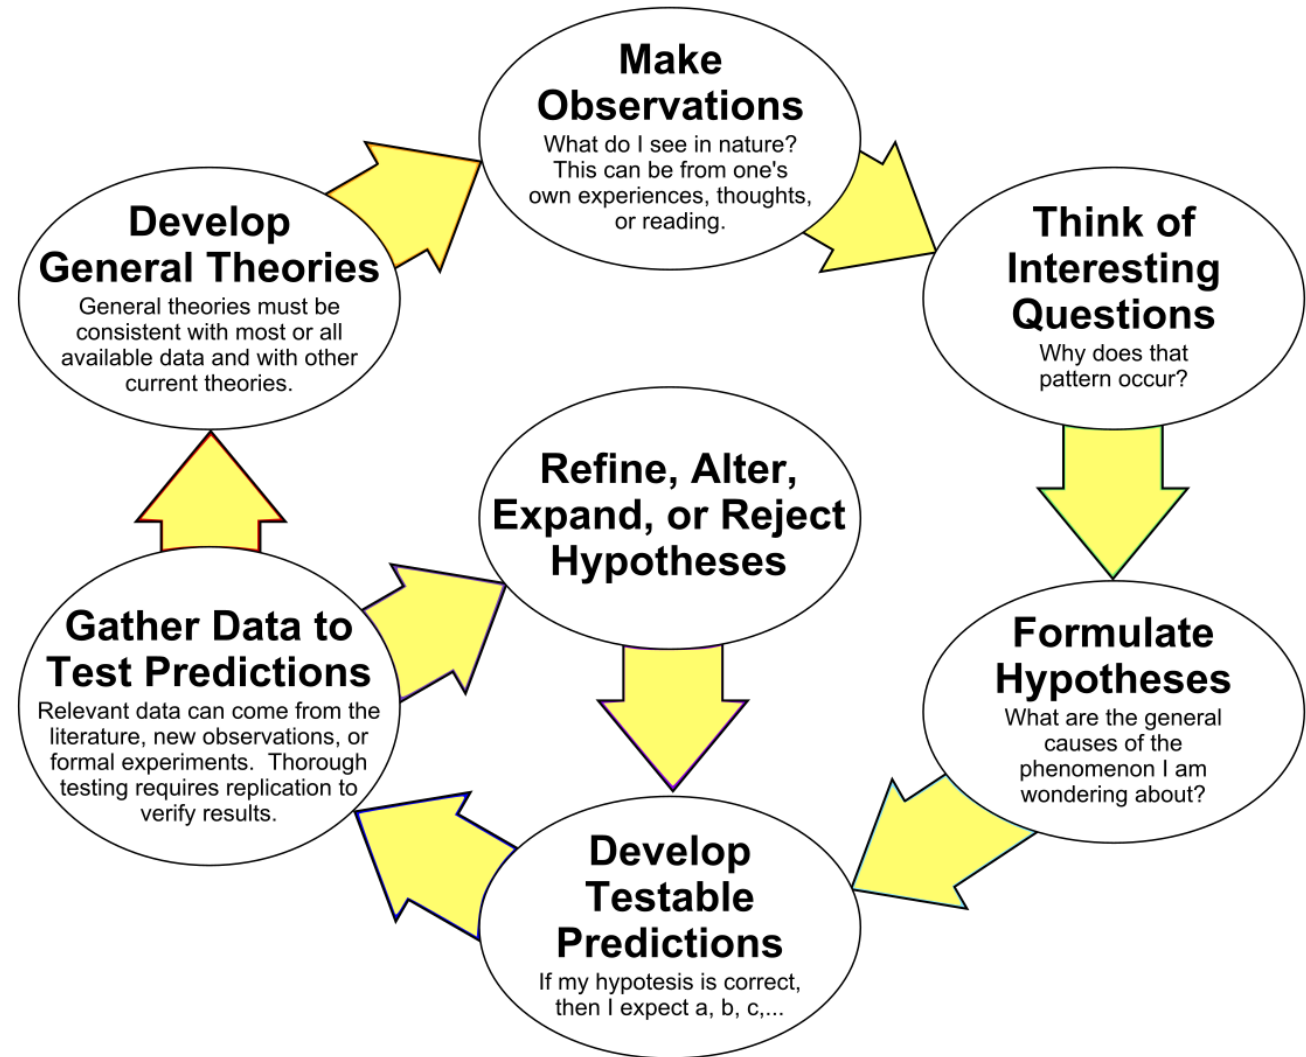 Make
Observations
What do I see in nature?
This can be from one's
own experiences, thoughts,
or reading.
Think of
Interesting
Questions
Why does that
pattern occur?
Formulate
Hypotheses
What are the general
causes of the
phenomenon I am
wondering about?
Develop
Testable
Predictions
If my hypotesis is correct,
then I expect a, b, c,...
Gather Data to
Test Predictions
Relevant data can come from the
literature, new observations, or
formal experiments.  Thorough
testing requires replication to
verify results.
Refine, Alter,
Expand, or Reject
Hypotheses
Develop
General Theories
General theories must be
consistent with most or all
available data and with other
current theories.